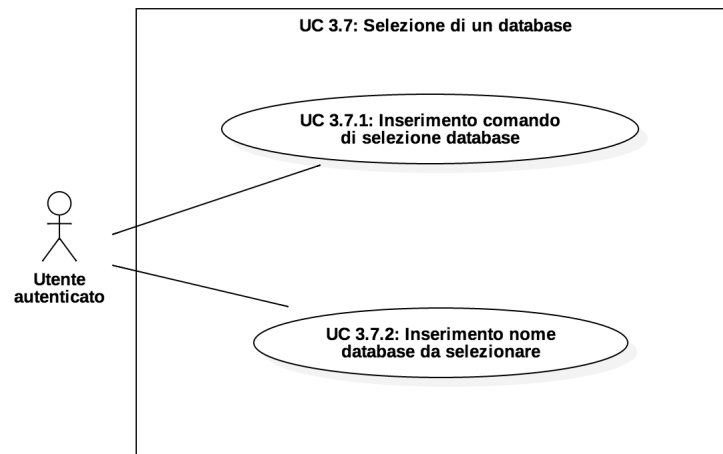 UC 3.7: Selezione di un database
UC 3.7.1: Inserimento comando
di selezione database
Utente
autenticato
UC 3.7.2: Inserimento nome
database da selezionare